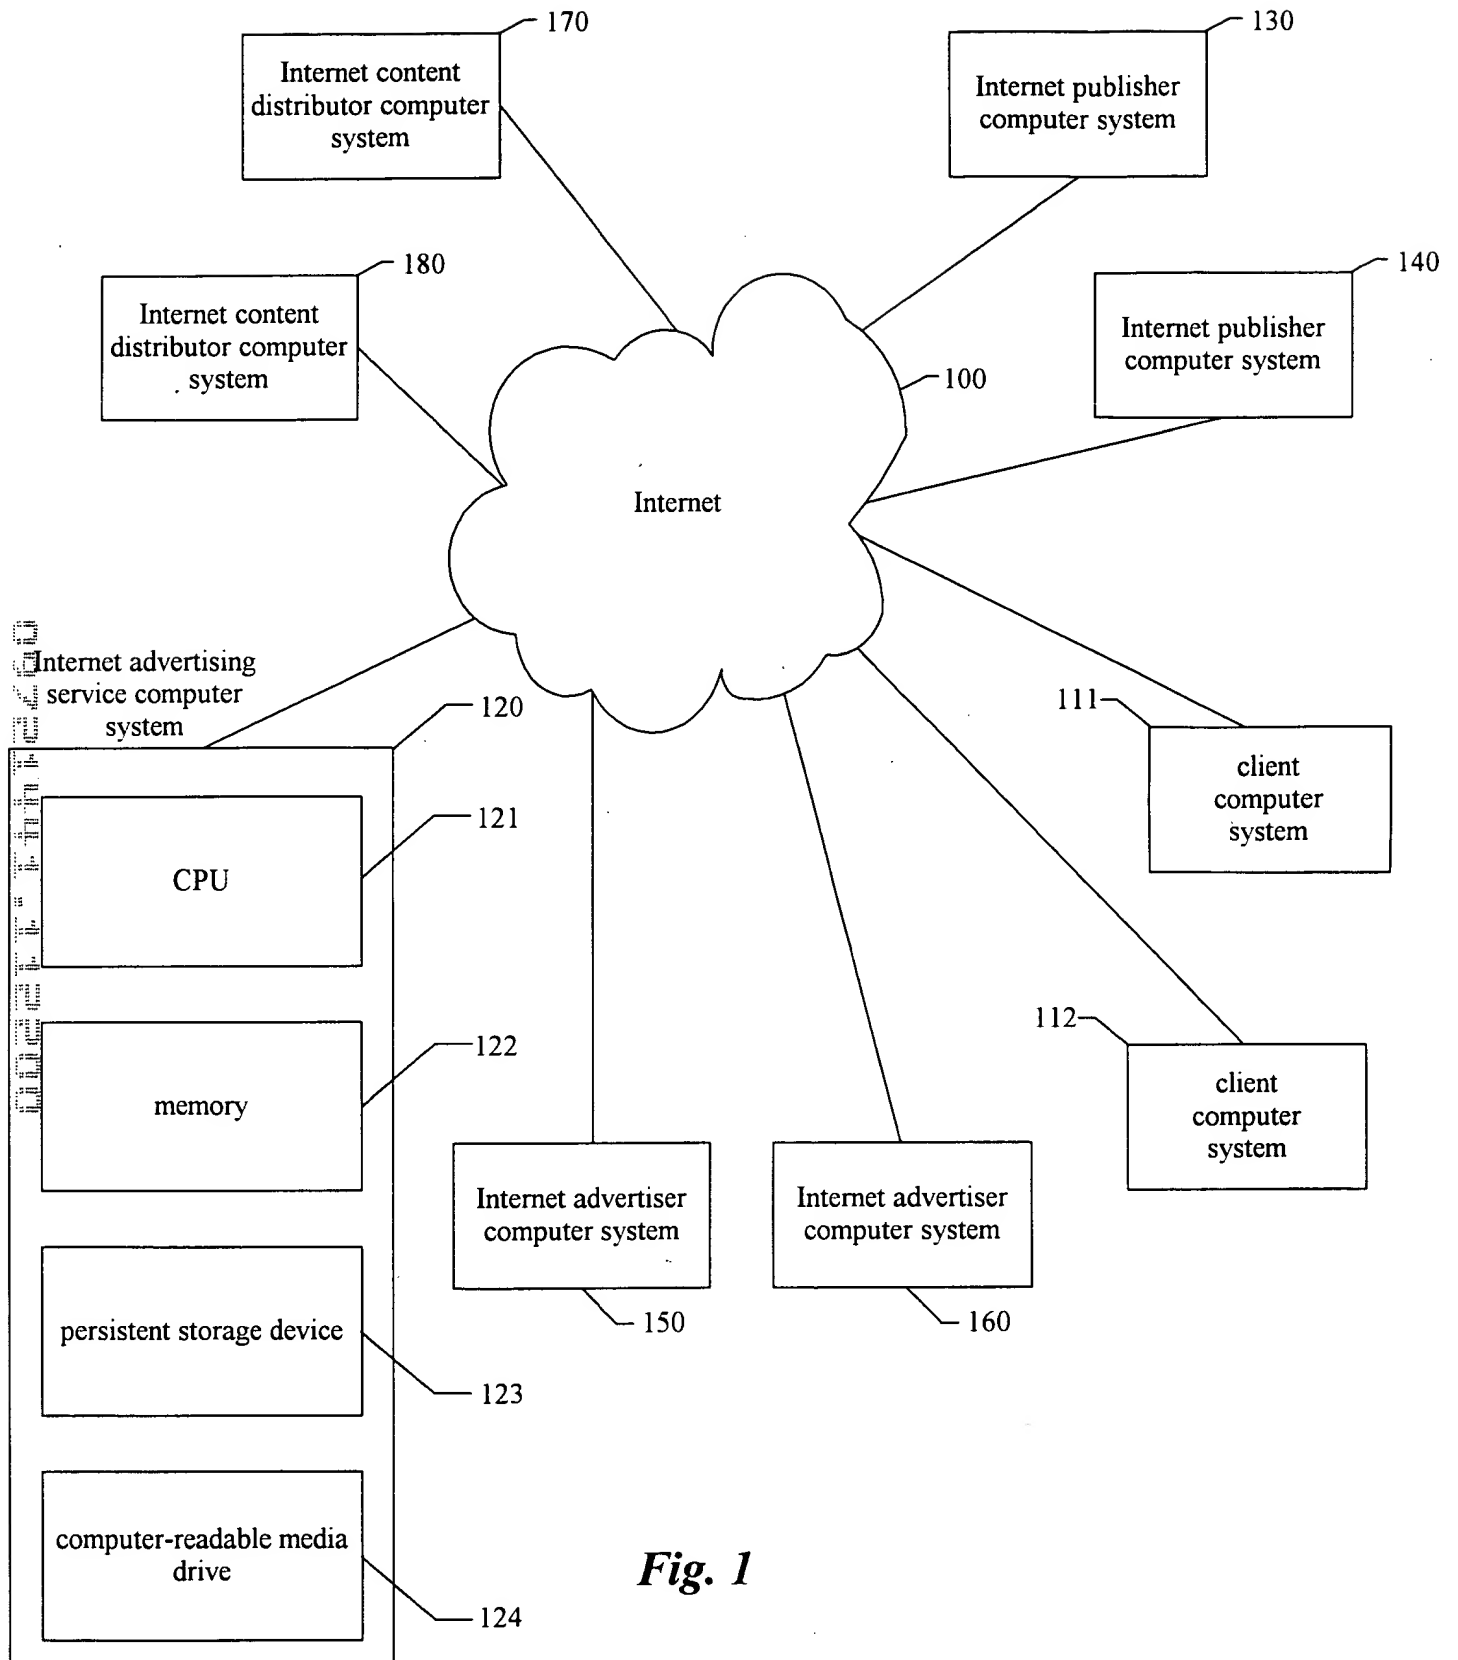 170
Internet content
distributor computer
system
130
Internet publisher
computer system
180
Internet content
distributor computer
system
140
Internet publisher
computer system
100
Internet
Internet advertising
service computer
system
120
CPU
121
memory
122
persistent storage device
123
computer-readable media
drive
124
111
client
computer
system
112
client
computer
system
Internet advertiser
computer system
150
Internet advertiser
computer system
160
Fig. 1